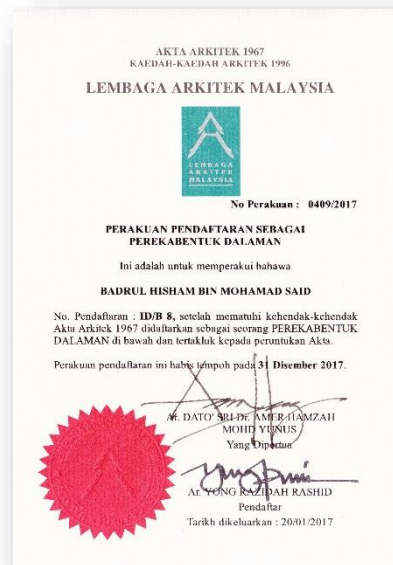 AKTA ARKITEK 1967
KAEDAH-KAEDAH ARKITEK 1996
LEMBAGA ARKITEK MALAYSIA
LEMBAGA
ARKITEK
MALAYSIA
No Perakuan : 0409/2017
PERAKUAN PENDAFTARAN SEBAGAI
PEREKABENTUK DALAMAN
Ini adalah untuk memperakui bahawa
BADRUL HISHAM BIN MOHAMAD SAID
No. Pendaftaran : ID/B 8, setelah mematuhi kehendak-kehendak
Akta Arkitek 1967 didaftarkan sebagai seorang PEREKABENTUK
DALAMAN di bawah dan tertakluk kepada peruntukan Akta.
Perakuan pendaftaran ini habis tempoh pada 31 Disember 2017.
Ar. DATO' SRI Dr. AMER HAMZAH
MOHD YUNUS
Yang Dipertua
Ar. YONG RAZIDAH RASHID
Pendaftar
Tarikh dikeluarkan : 20/01/2017